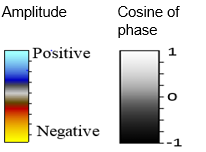 Amplitude
Positive
Negative
Cosine of
phase
1
0
-1